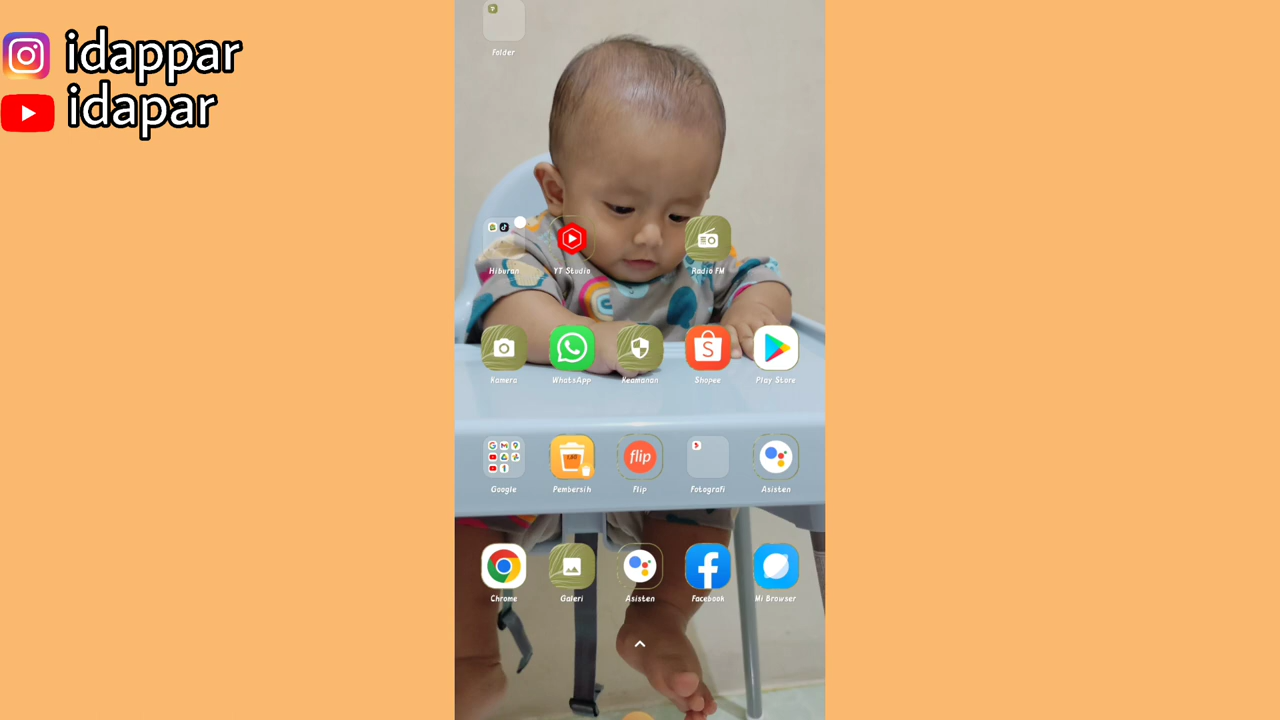 idappar
idapar
Folder
Hiburan YT Studio Radio FM
Kamera WhatsApp Keamanan Shopee Play Store
flip
Google Pembersih Flip Fotografi Asisten
Chrome Galeri Asisten Facebook Mi Browser